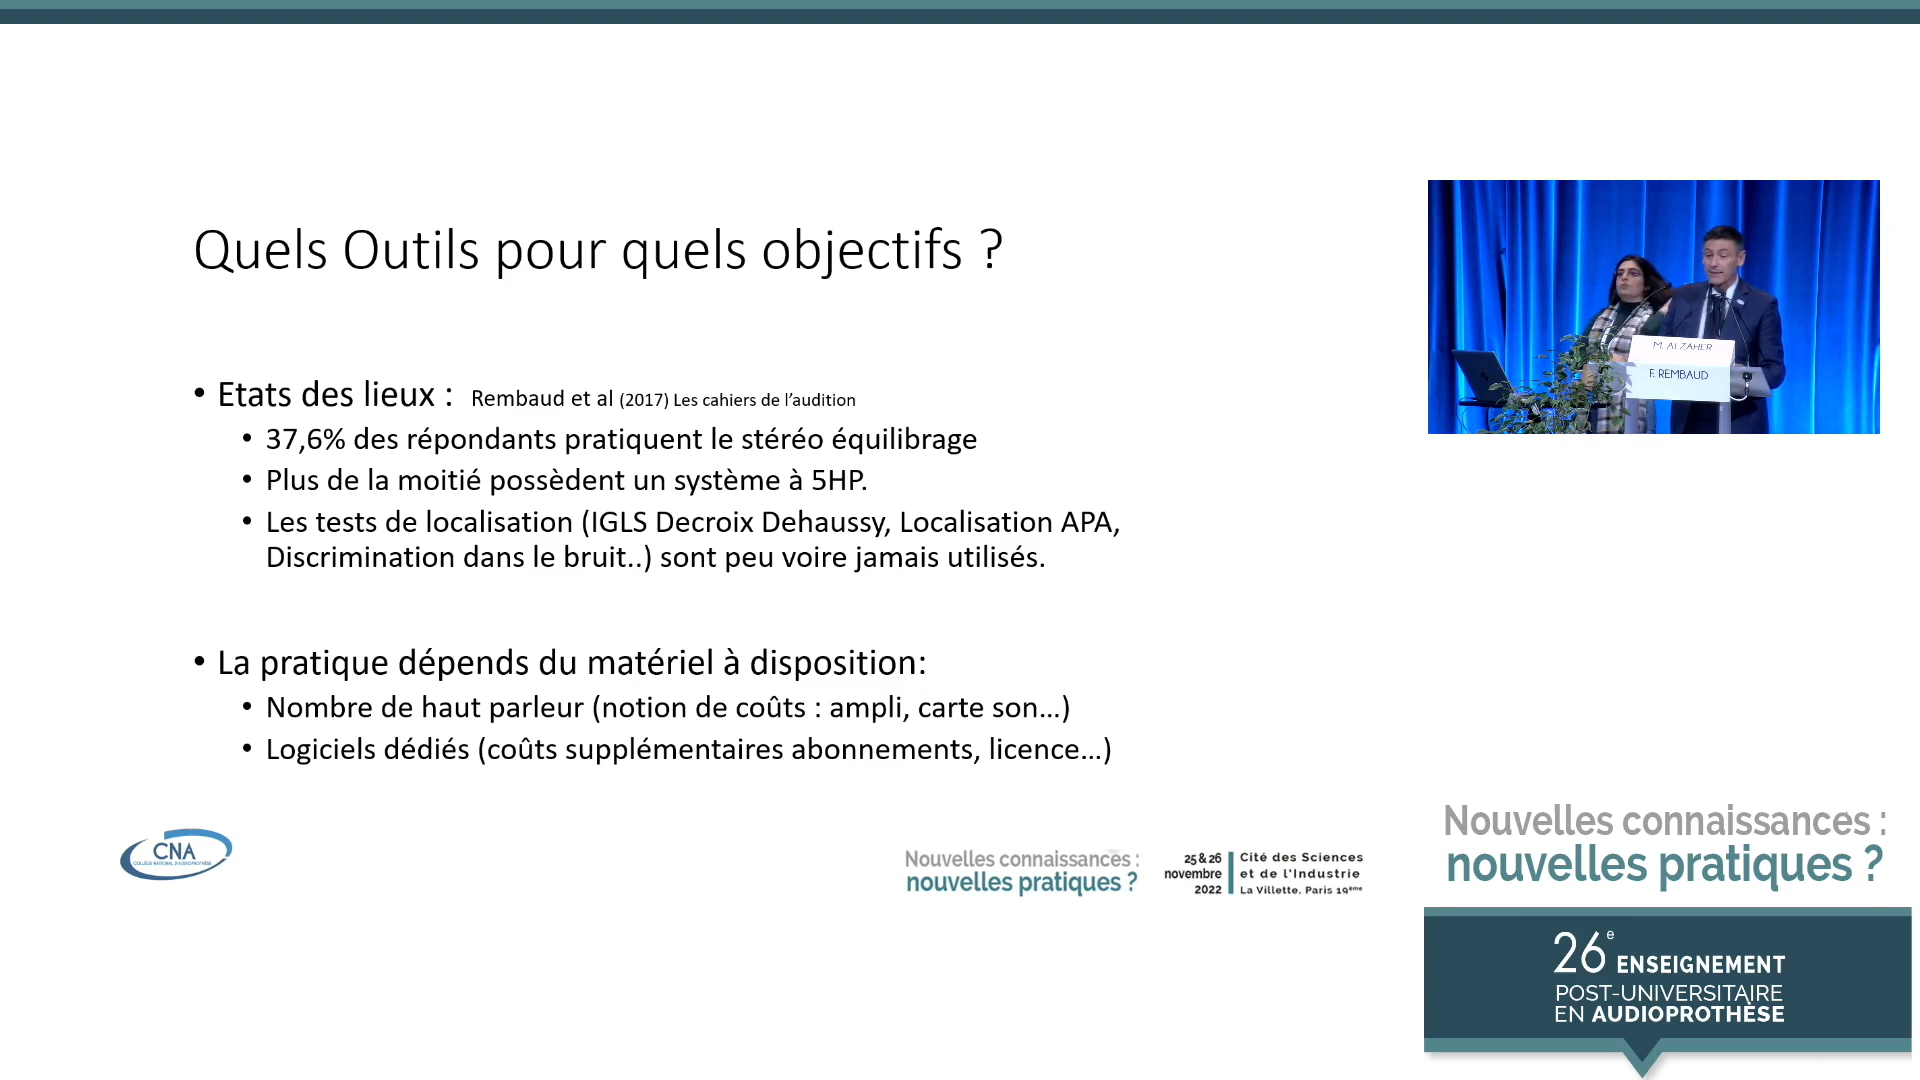 Quels Outils pour quels objectifs ?
• Etats des lieux : Rembaud et al (2017) Les cahiers de l’audition
• 37,6% des répondants pratiquent le stéréo équilibrage
• Plus de la moitié possèdent un système à 5HP.
• Les tests de localisation (IGLS Decroix Dehaussy, Localisation APA,
Discrimination dans le bruit..) sont peu voire jamais utilisés.
• La pratique dépends du matériel à disposition:
• Nombre de haut parleur (notion de coûts : ampli, carte son…)
• Logiciels dédiés (coûts supplémentaires abonnements, licence…)
CNA
COLLÈGE NATIONAL D'AUDIOPROTHÈSE
Nouvelles connaissances :
nouvelles pratiques ?
25 & 26
novembre
2022
Cité des Sciences
et de l'Industrie
La Villette, Paris 19ème
M. ALZAHER
F. REMBAUD
Nouvelles connaissances :
nouvelles pratiques ?
26e ENSEIGNEMENT
POST-UNIVERSITAIRE
EN AUDIOPROTHÈSE